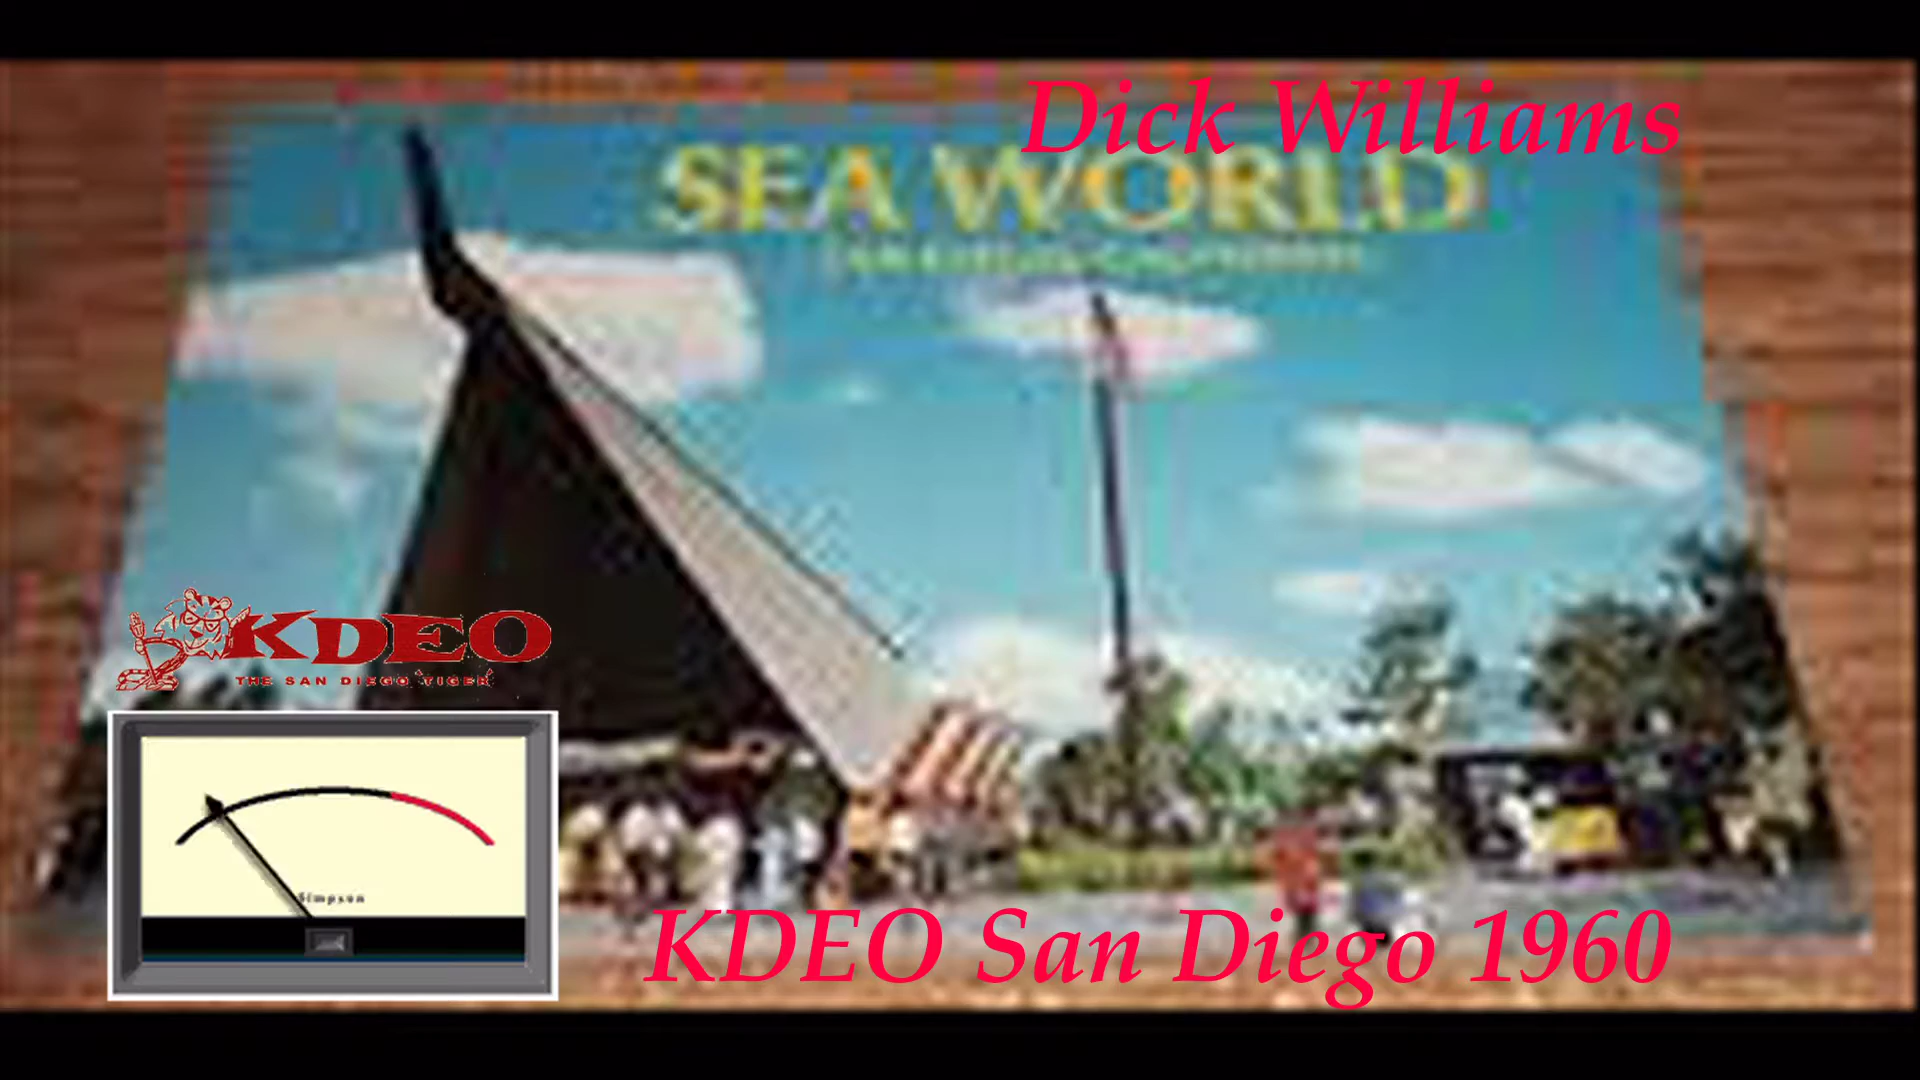 Dick Williams
SEA WORLD
KDEO
THE SAN DIEGO 'TIGER'
Simpson
KDEO San Diego 1960